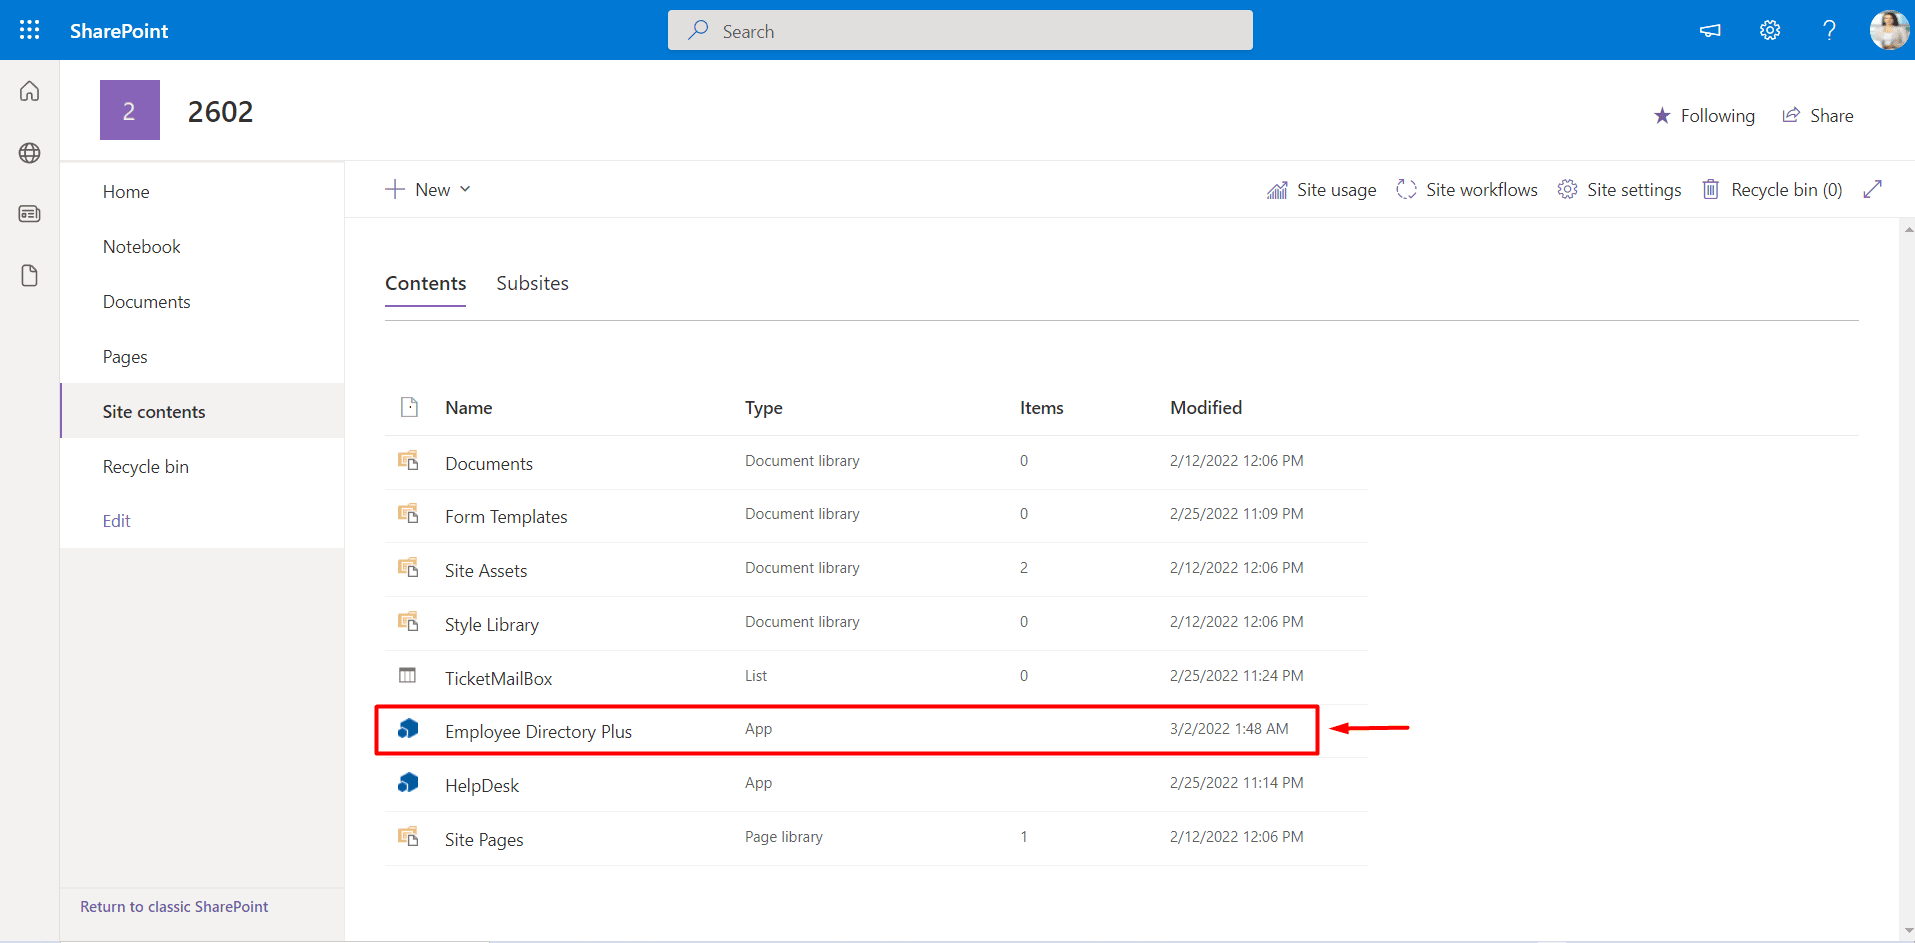 SharePoint
Search
2
2602
Following
Share
Home
Notebook
Documents
Pages
Site contents
Recycle bin
Edit
Return to classic SharePoint
New
Site usage
Site workflows
Site settings
Recycle bin (0)
Contents
Subsites
Name Type Items Modified
Documents Document library 0 2/12/2022 12:06 PM
Form Templates Document library 0 2/25/2022 11:09 PM
Site Assets Document library 2 2/12/2022 12:06 PM
Style Library Document library 0 2/12/2022 12:06 PM
TicketMailBox List 0 2/25/2022 11:24 PM
Employee Directory Plus App 3/2/2022 1:48 AM
HelpDesk App 2/25/2022 11:14 PM
Site Pages Page library 1 2/12/2022 12:06 PM